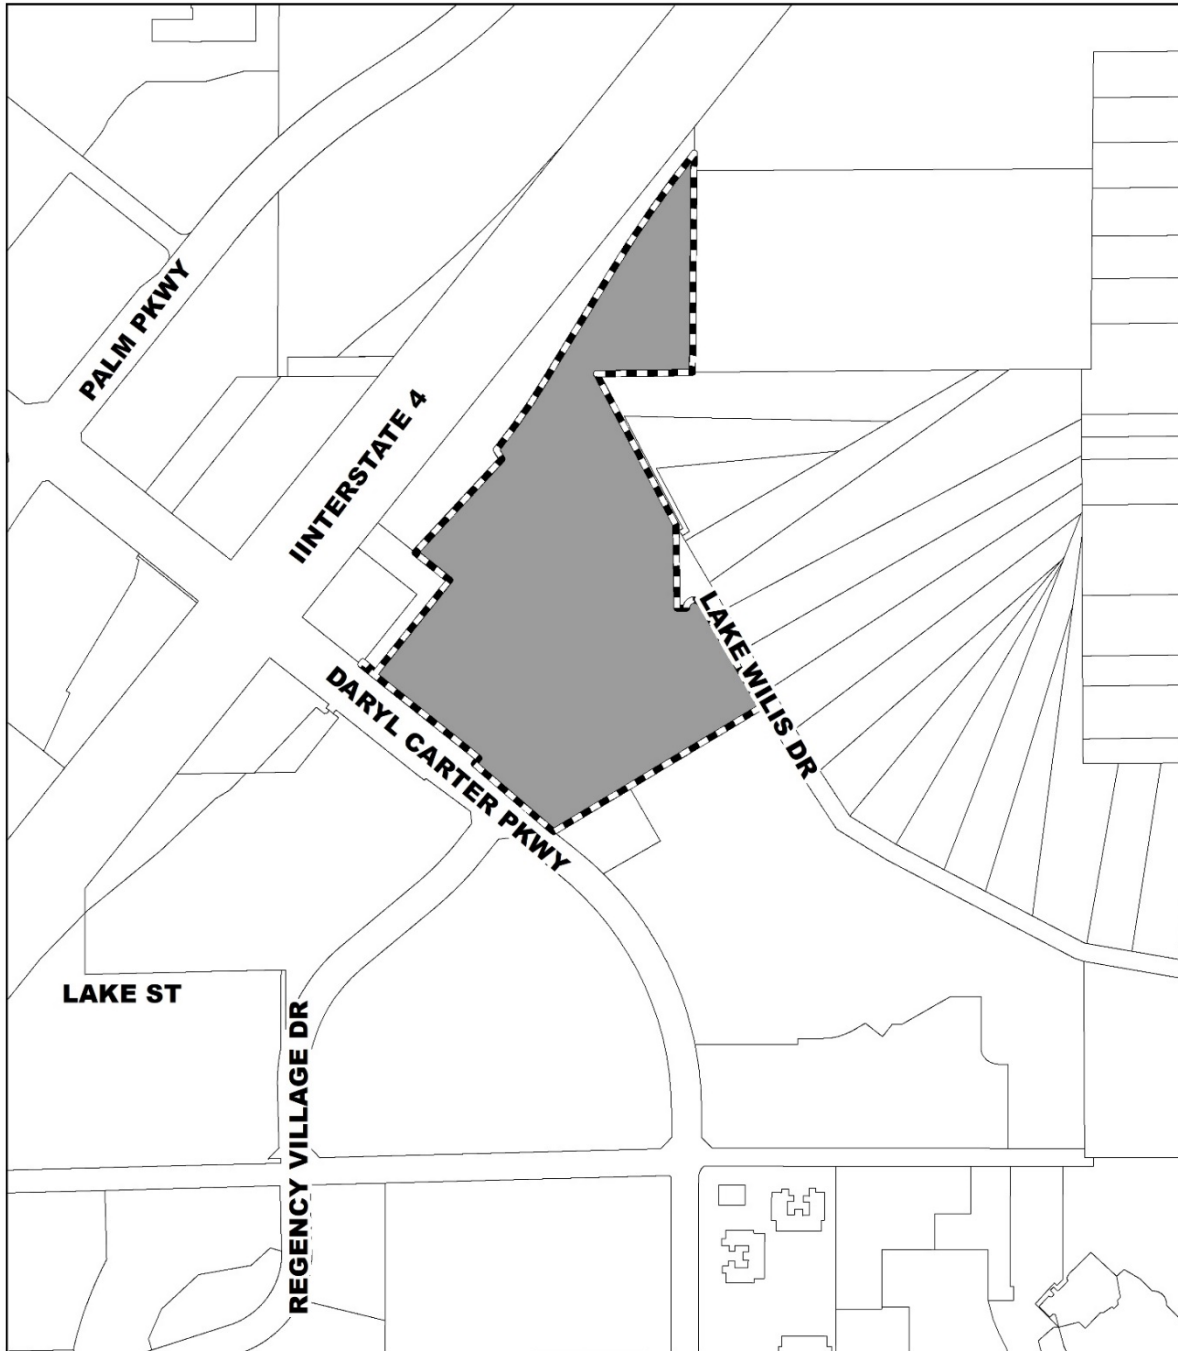 PALM PKWY
IINTERSTATE 4
LAKE WILIS DR
DARYL CARTER PKWY
LAKE ST
REGENCY VILLAGE DR